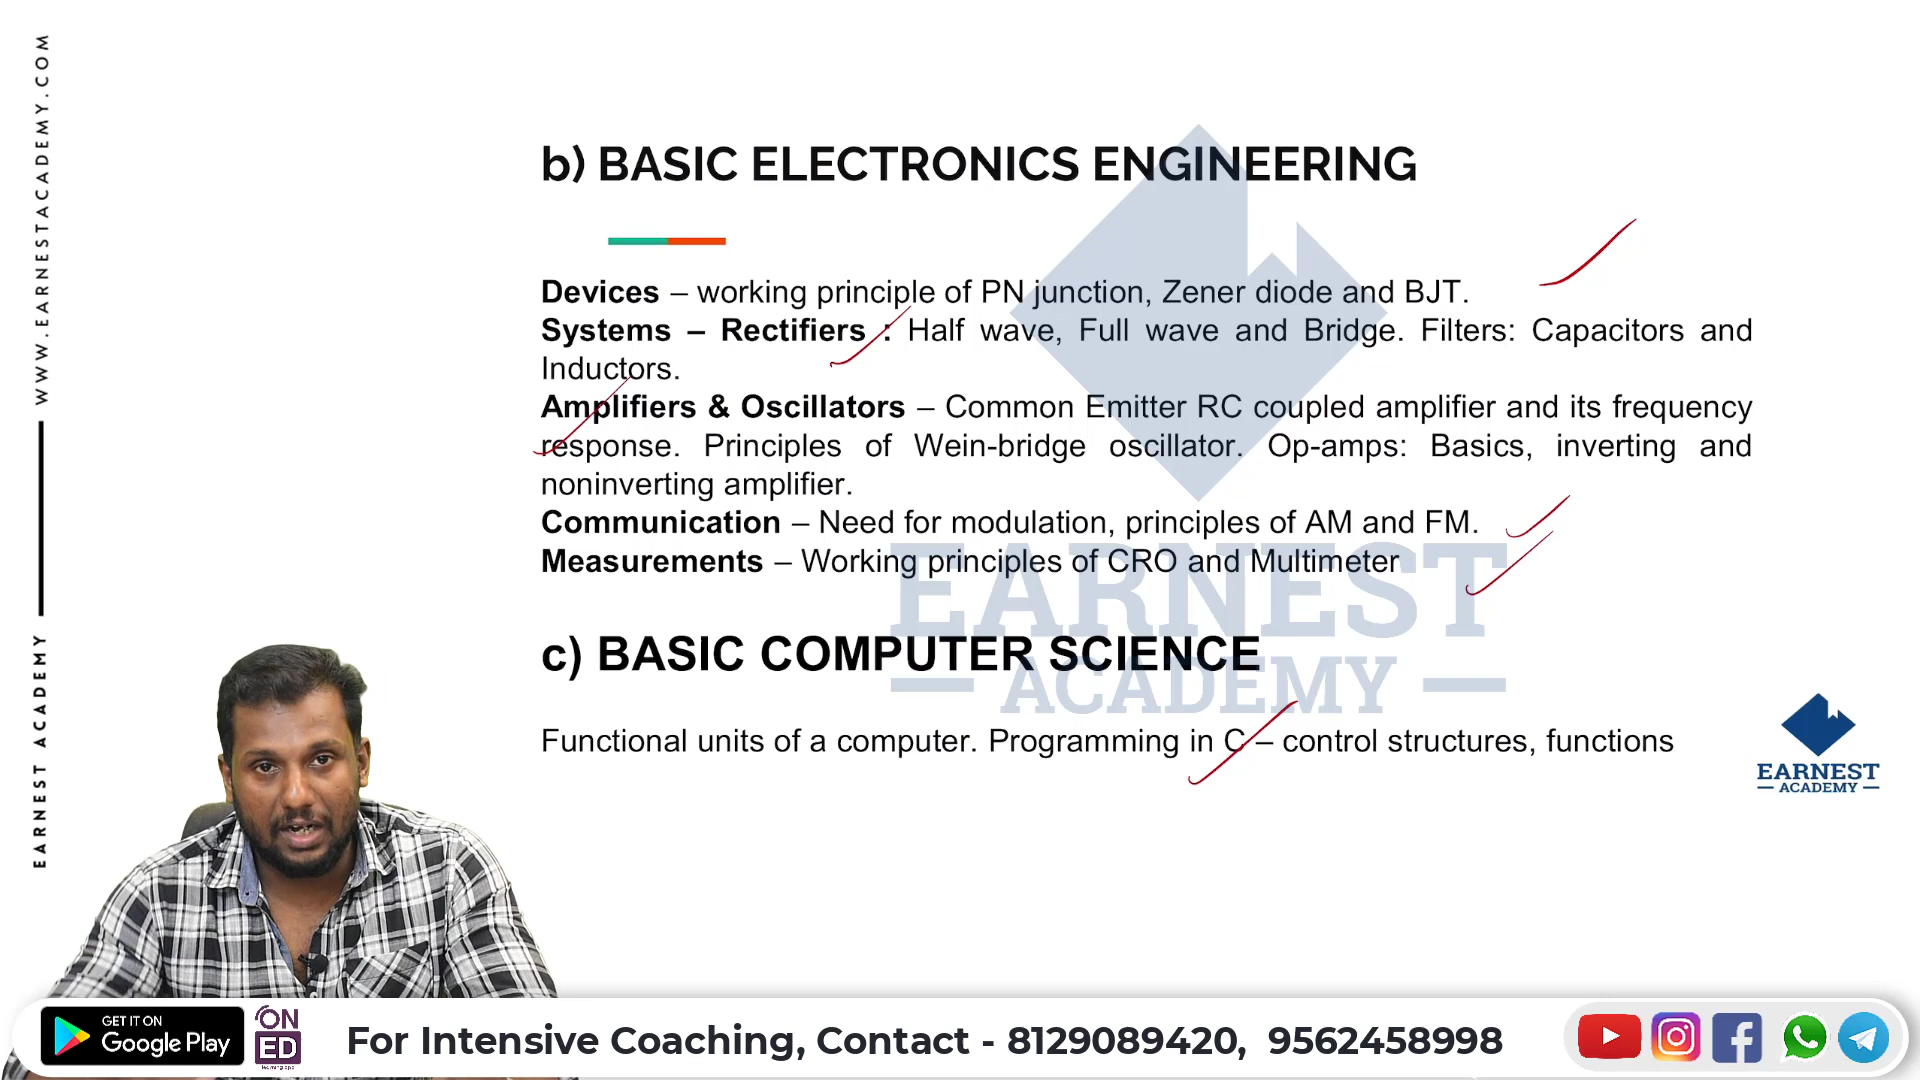 WWW.EARNESTACADEMY.COM
EARNEST ACADEMY
b) BASIC ELECTRONICS ENGINEERING
Devices – working principle of PN junction, Zener diode and BJT.
Systems – Rectifiers : Half wave, Full wave and Bridge. Filters: Capacitors and
Inductors.
Amplifiers & Oscillators – Common Emitter RC coupled amplifier and its frequency
response. Principles of Wein-bridge oscillator. Op-amps: Basics, inverting and
noninverting amplifier.
Communication – Need for modulation, principles of AM and FM.
Measurements – Working principles of CRO and Multimeter
EARNEST
ACADEMY
c) BASIC COMPUTER SCIENCE
Functional units of a computer. Programming in C – control structures, functions
EARNEST
ACADEMY
GET IT ON
Google Play
ON
ED
learning app
For Intensive Coaching, Contact - 8129089420, 9562458998